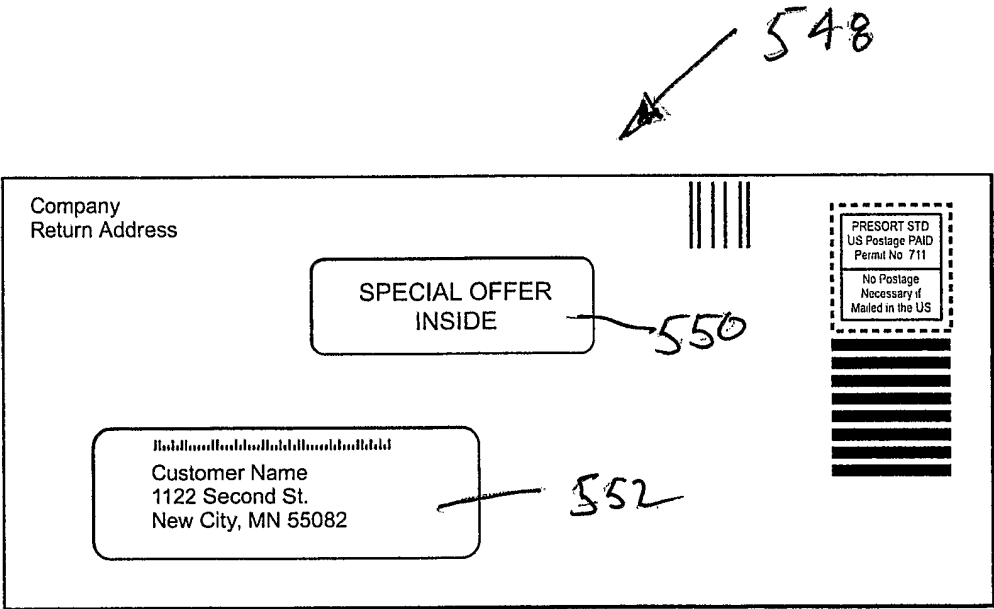 548
Company
Return Address
PRESORT STD
US Postage PAID
Permit No 711
No Postage
Necessary if
Mailed in the US
SPECIAL OFFER
INSIDE
550
Customer Name
1122 Second St.
New City, MN 55082
552